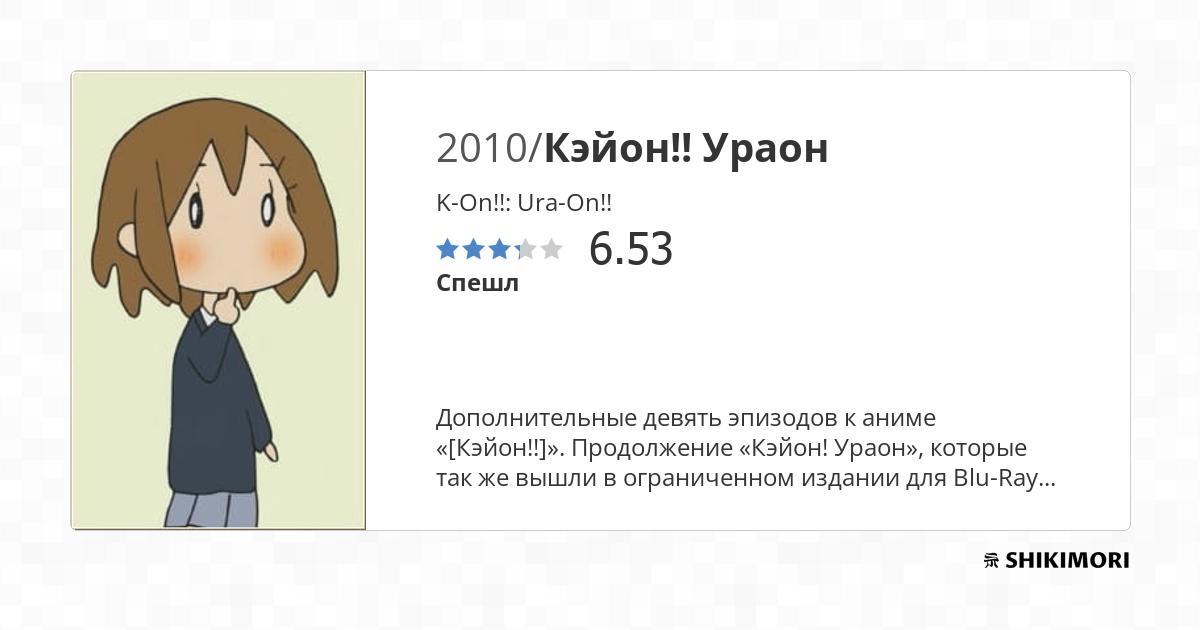 2010/Кэйон!! Ураон
K-On!!: Ura-On!!
6.53
Спешл
Дополнительные девять эпизодов к аниме
«[Кэйон!!]». Продолжение «Кэйон! Ураон», которые
так же вышли в ограниченном издании для Blu-Ray...
SHIKIMORI